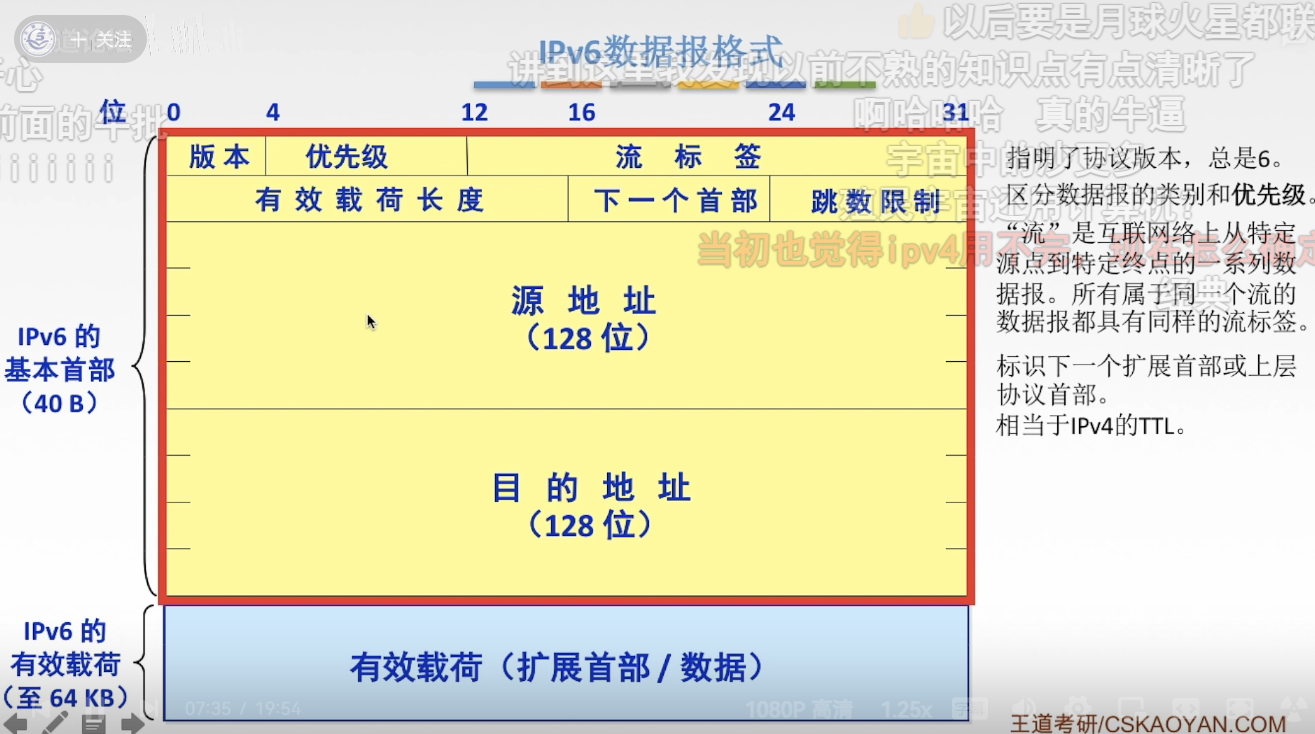 关注
以后要是月球火星都联
IPv6数据报格式
讲到这里我发现以前不熟的知识点有点清晰了
啊哈哈哈
真的牛逼
前面的牛批
iiiiiii
位 0 4 12 16 24 31
版本 优先级 流标签
有效载荷长度 下一个首部 跳数限制
宇宙中的沙更多
当初也觉得ipv4用不完
源地址
（128 位）
目的地址
（128 位）
IPv6 的
基本首部
（40 B）
IPv6 的
有效载荷
（至 64 KB）
有效载荷（扩展首部 / 数据）
指明了协议版本，总是6。
区分数据报的类别和优先级。
“流”是互联网络上从特定
源点到特定终点的一系列数
据报。所有属于同一个流的
数据报都具有同样的流标签。
经典
标识下一个扩展首部或上层
协议首部。
相当于IPv4的TTL。
07:35 / 19:54
1080P 高清
1.25x
王道考研/CSKAOYAN.COM